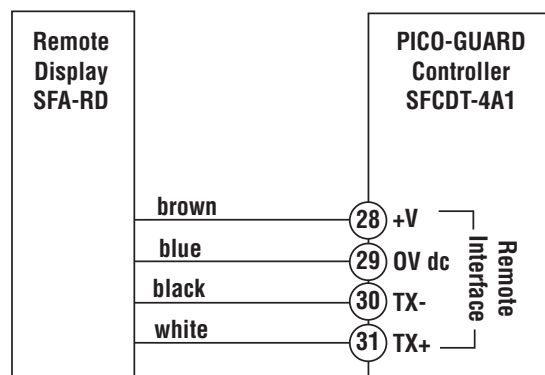 Remote
Display
SFA-RD
PICO-GUARD
Controller
SFCDT-4A1
brown
28 +V
blue
29 0V dc
black
30 TX-
white
31 TX+
Remote
Interface